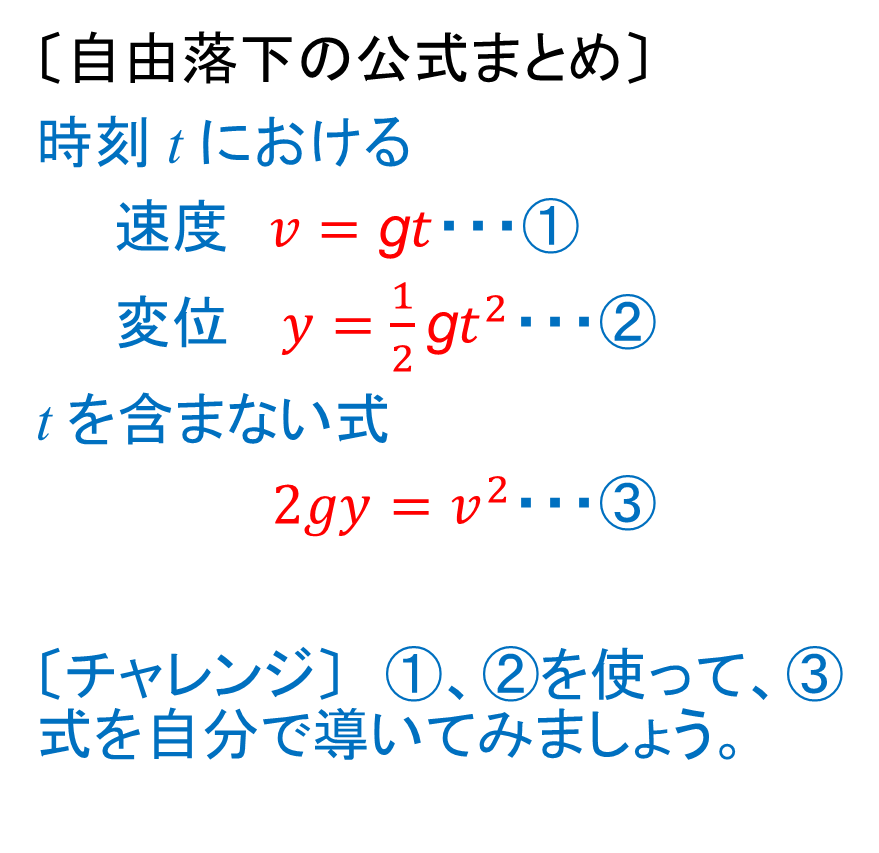 〔自由落下の公式まとめ〕
時刻 t における
速度 v = gt･･･①
変位 y = \frac{1}{2} gt²･･･②
t を含まない式
2gy = v²･･･③
〔チャレンジ〕 ①、②を使って、③
式を自分で導いてみましょう。